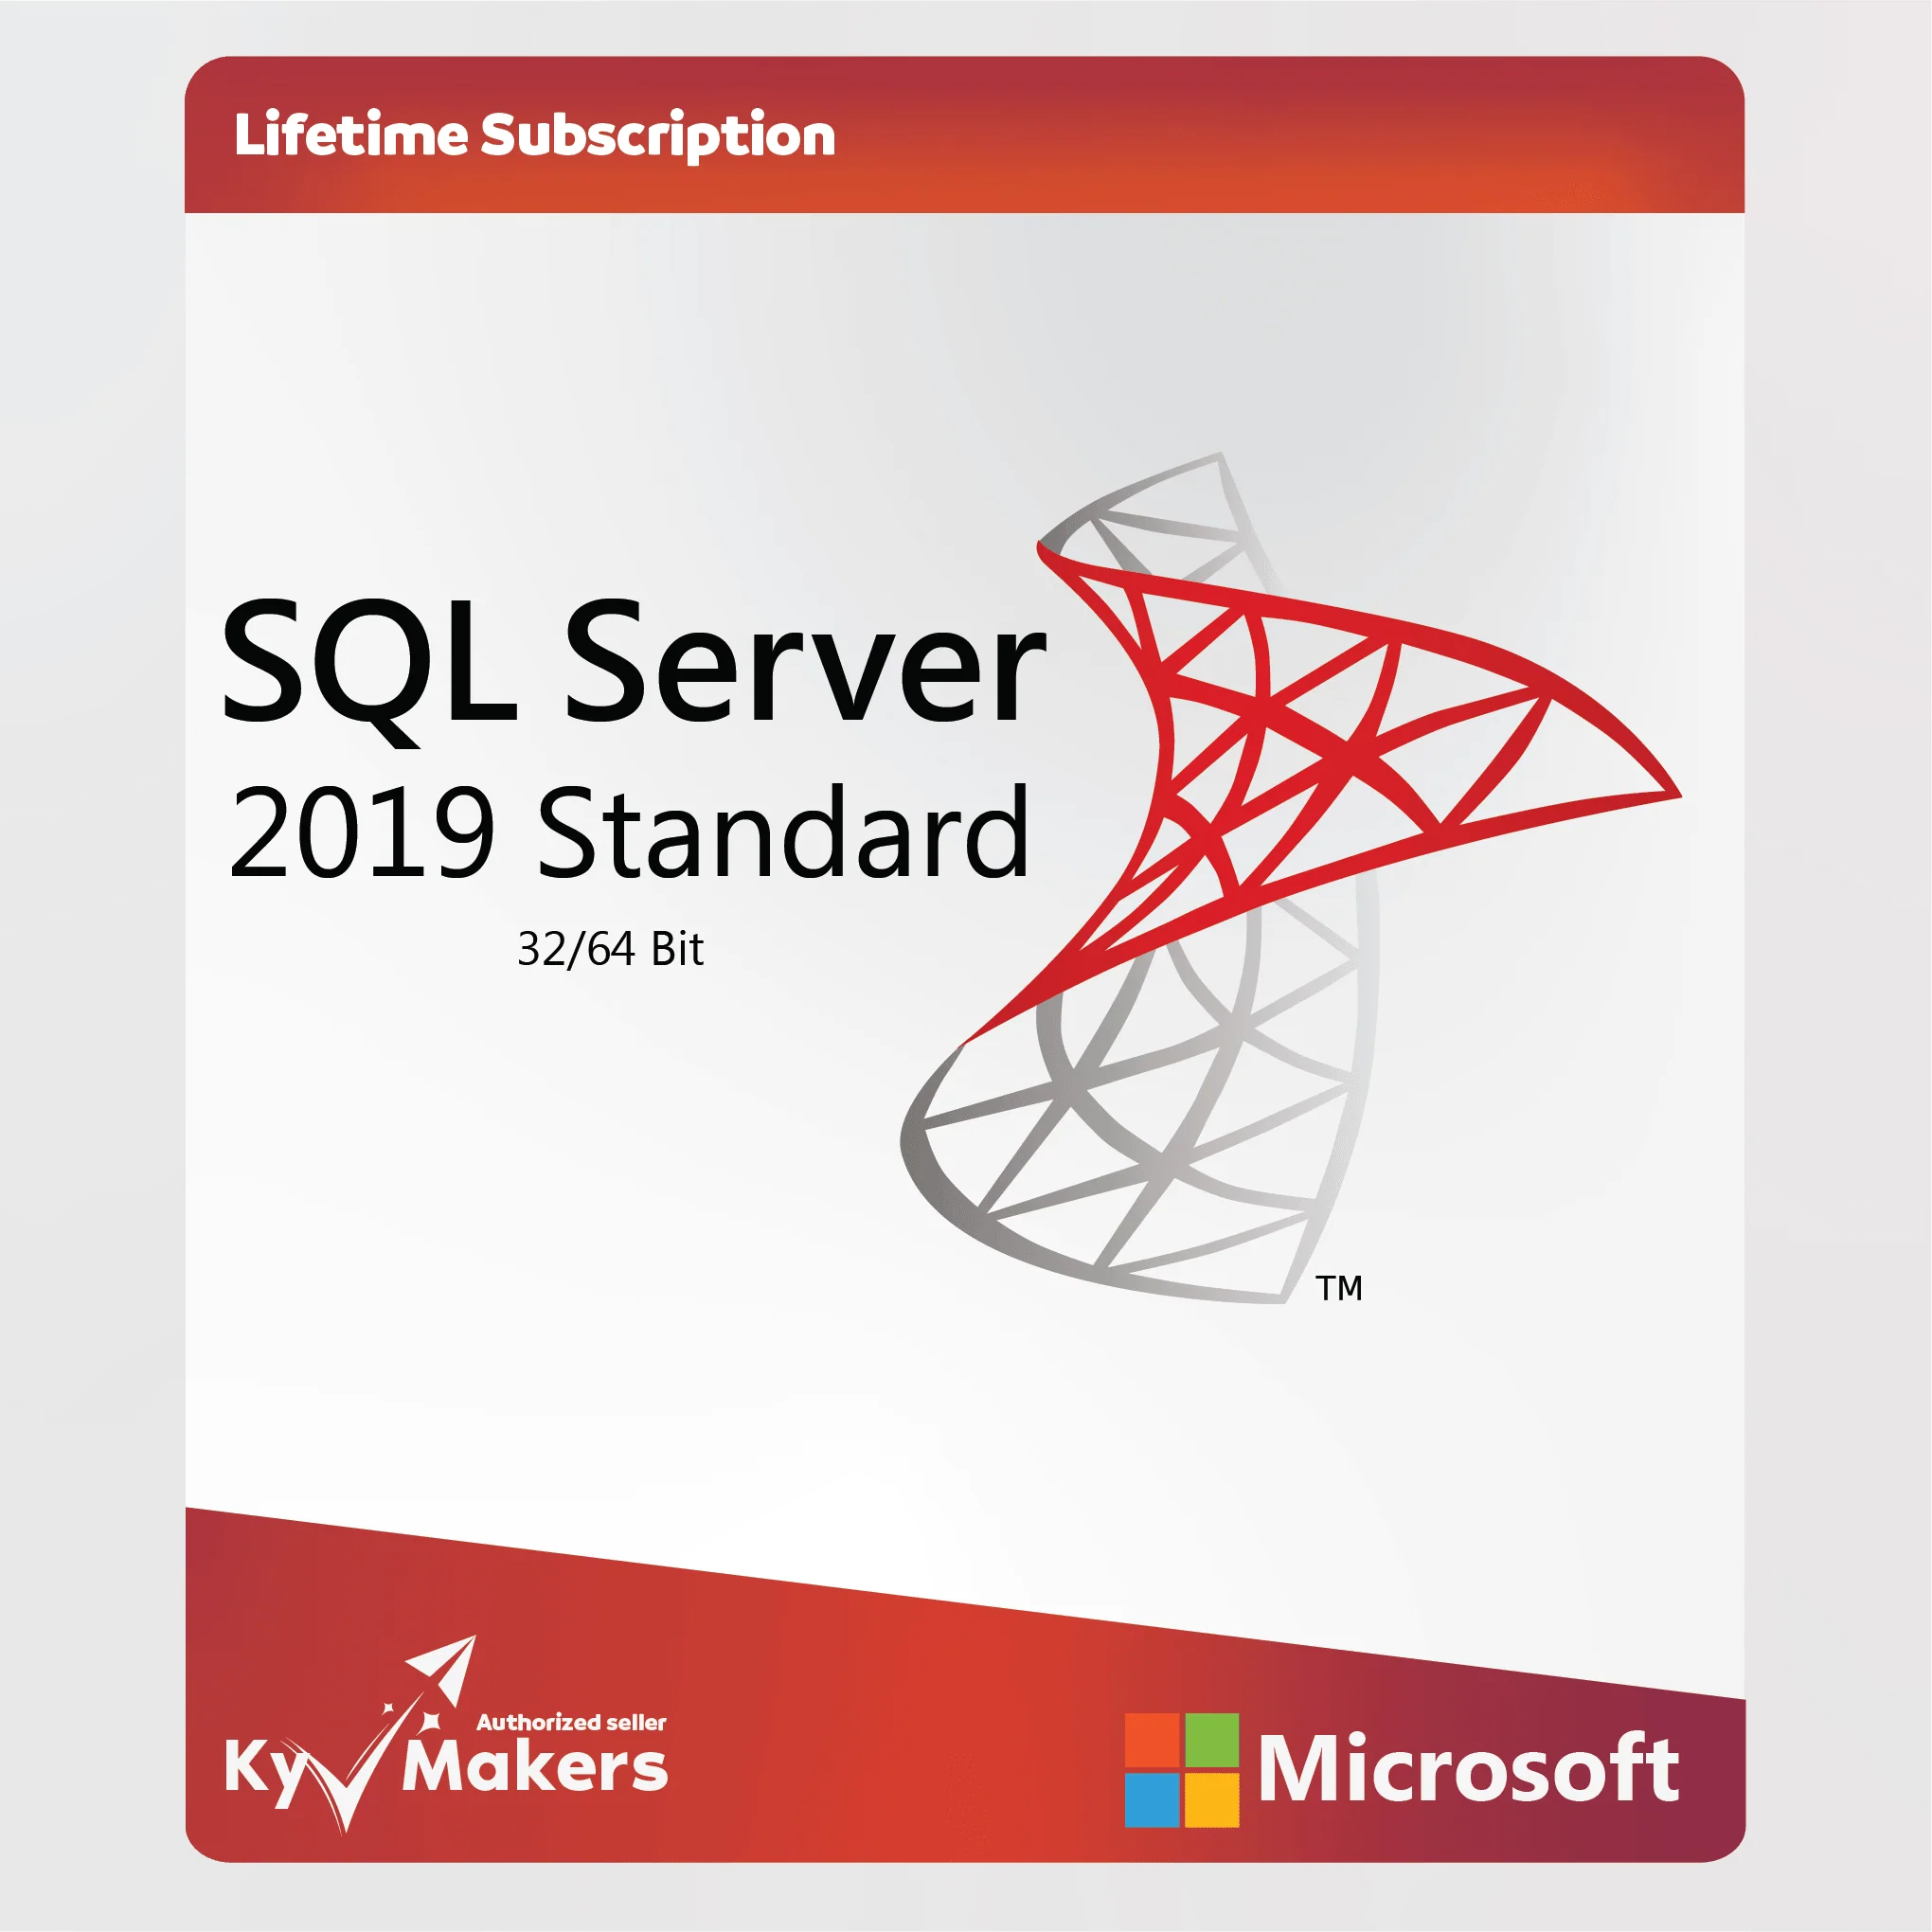 Lifetime Subscription
SQL Server
2019 Standard
32/64 Bit
TM
Authorized seller
Ky Makers
Microsoft